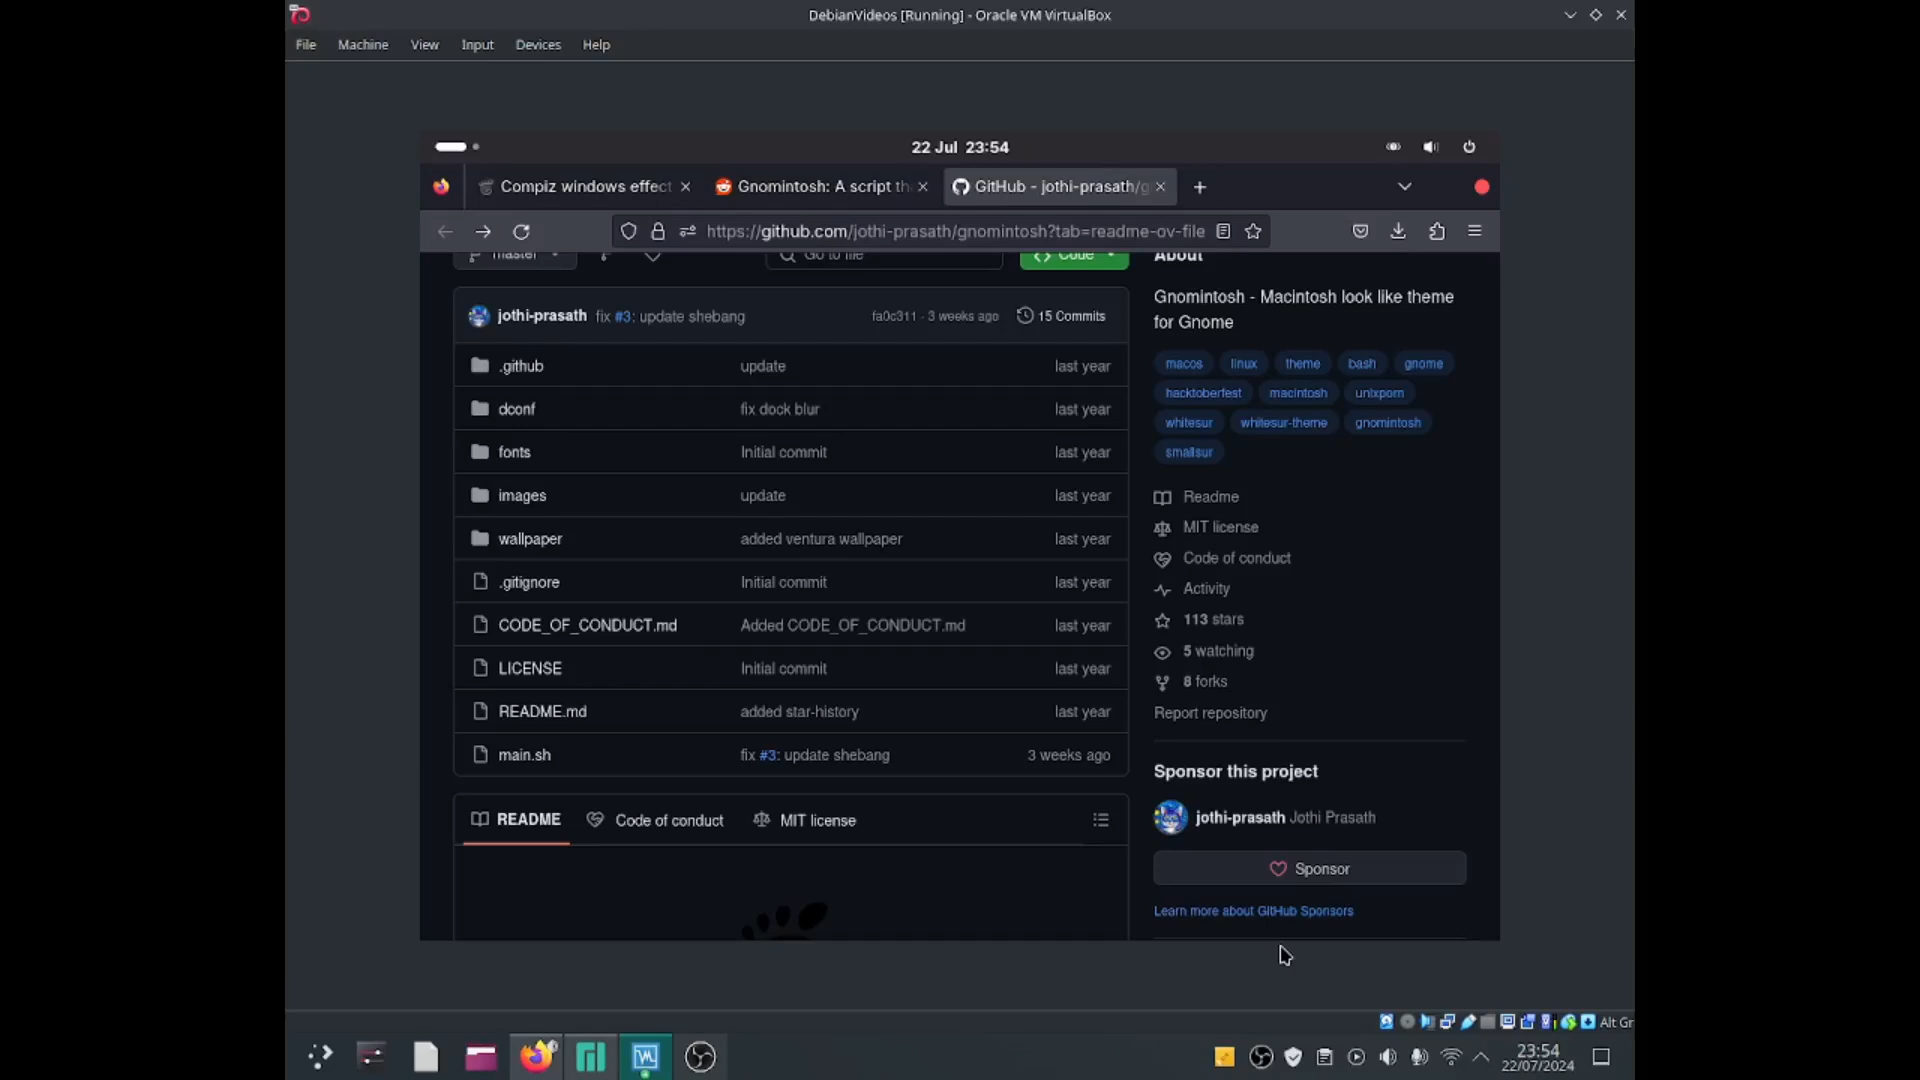 DebianVideos [Running] - Oracle VM VirtualBox
File Machine View Input Devices Help
22 Jul 23:54
Compiz windows effect
Gnomintosh: A script th
GitHub - jothi-prasath/g
https://github.com/jothi-prasath/gnomintosh?tab=readme-ov-file
master
Go to file
Code
About
Gnomintosh - Macintosh look like theme
for Gnome
jothi-prasath fix #3: update shebang fa0c311 · 3 weeks ago 15 Commits
.github update last year
dconf fix dock blur last year
fonts Initial commit last year
images update last year
wallpaper added ventura wallpaper last year
.gitignore Initial commit last year
CODE_OF_CONDUCT.md Added CODE_OF_CONDUCT.md last year
LICENSE Initial commit last year
README.md added star-history last year
main.sh fix #3: update shebang 3 weeks ago
README Code of conduct MIT license
macos linux theme bash gnome
hacktoberfest macintosh unixporn
whitesur whitesur-theme gnomintosh
smallsur
Readme
MIT license
Code of conduct
Activity
113 stars
5 watching
8 forks
Report repository
Sponsor this project
jothi-prasath Jothi Prasath
Sponsor
Learn more about GitHub Sponsors
Alt Gr
23:54
22/07/2024